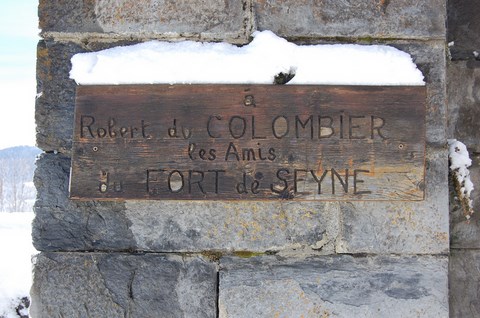 à
Robert du COLOMBIER
les Amis
du FORT de SEYNE